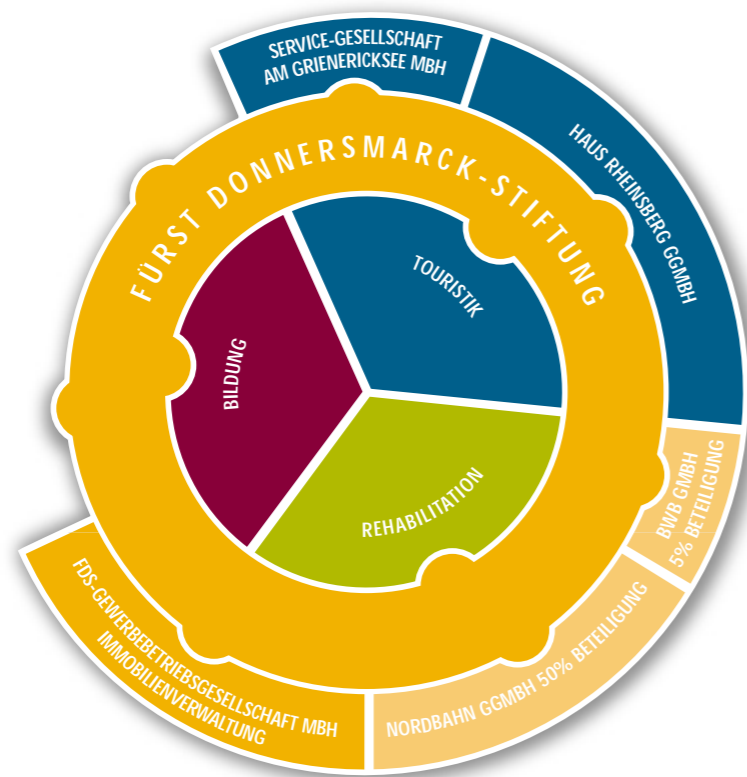 SERVICE-GESELLSCHAFT
AM GRIENERICKSEE MBH
HAUS RHEINSBERG GGMBH
FÜRST DONNERSMARCK-STIFTUNG
TOURISTIK
BILDUNG
REHABILITATION
BWB GMBH
5% BETEILIGUNG
NORDBAHN GGMBH 50% BETEILIGUNG
FDS-GEWERBEBETRIEBSGESELLSCHAFT MBH
IMMOBILIENVERWALTUNG